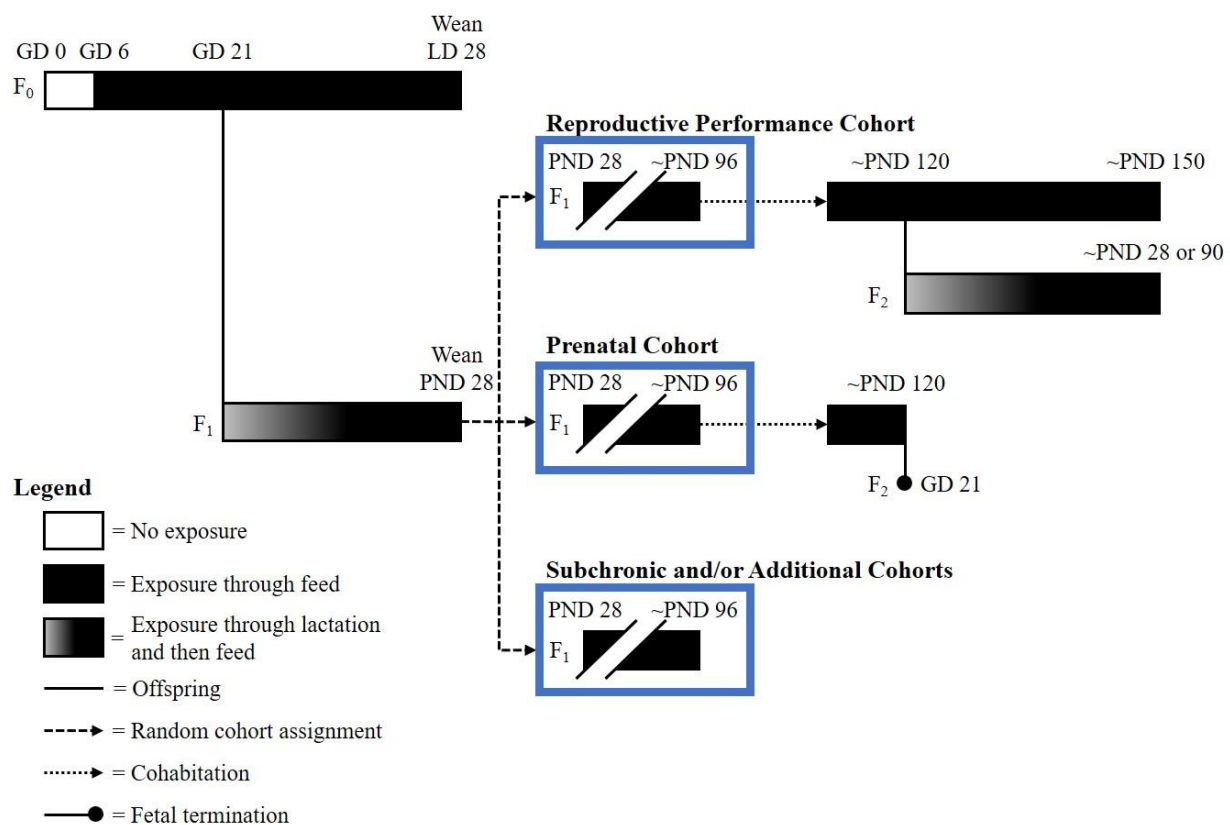 Wean
GD 0 GD 6 GD 21 LD 28
F₀
Reproductive Performance Cohort
PND 28 ~PND 96 ~PND 120 ~PND 150
F₁
~PND 28 or 90
F₂
Prenatal Cohort
Wean
PND 28
PND 28 ~PND 96 ~PND 120
F₁
F₁
F₂ GD 21
Legend
= No exposure
= Exposure through feed
= Exposure through lactation
and then feed
= Offspring
= Random cohort assignment
= Cohabitation
= Fetal termination
Subchronic and/or Additional Cohorts
PND 28 ~PND 96
F₁